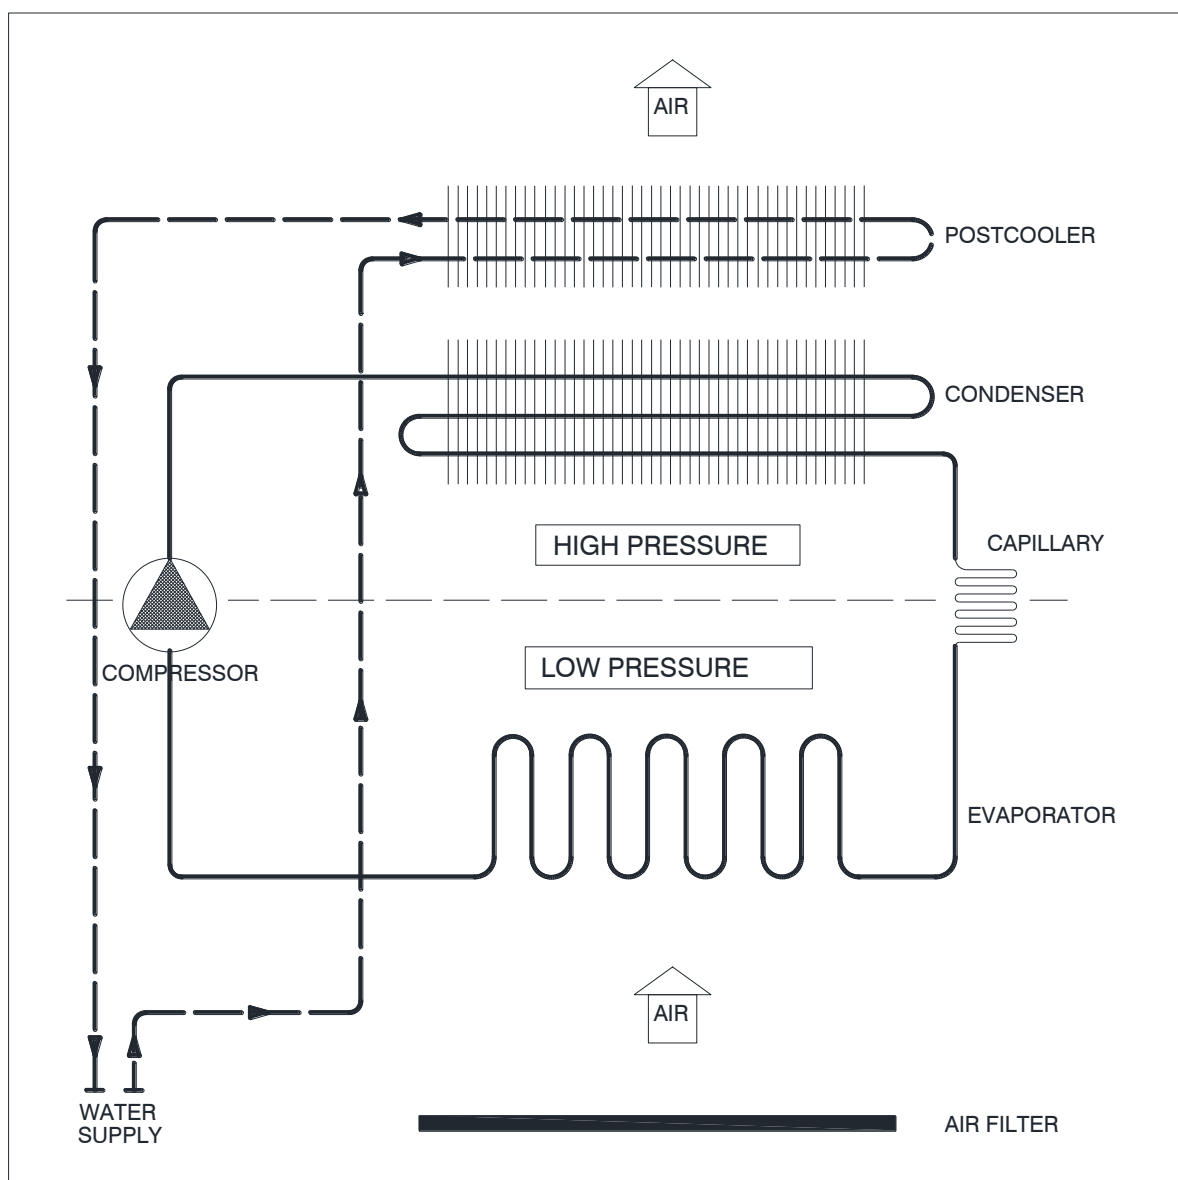 AIR
POSTCOOLER
CONDENSER
HIGH PRESSURE
CAPILLARY
LOW PRESSURE
COMPRESSOR
EVAPORATOR
AIR
WATER
SUPPLY
AIR FILTER